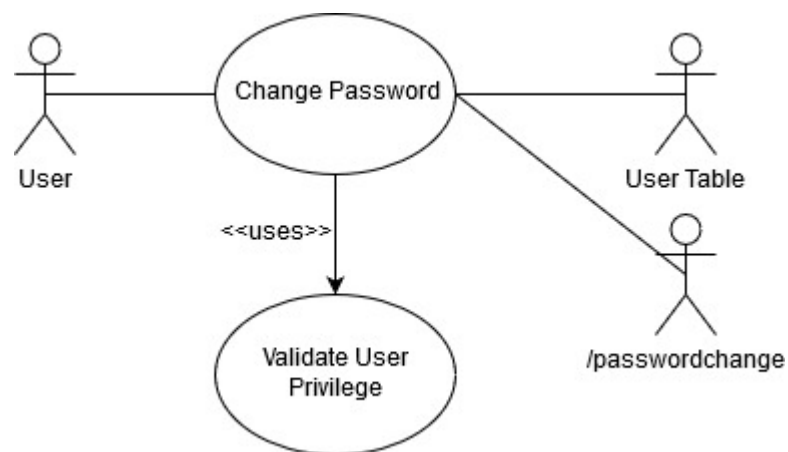 Change Password
User
User Table
<<uses>>
/passwordchange
Validate User
Privilege